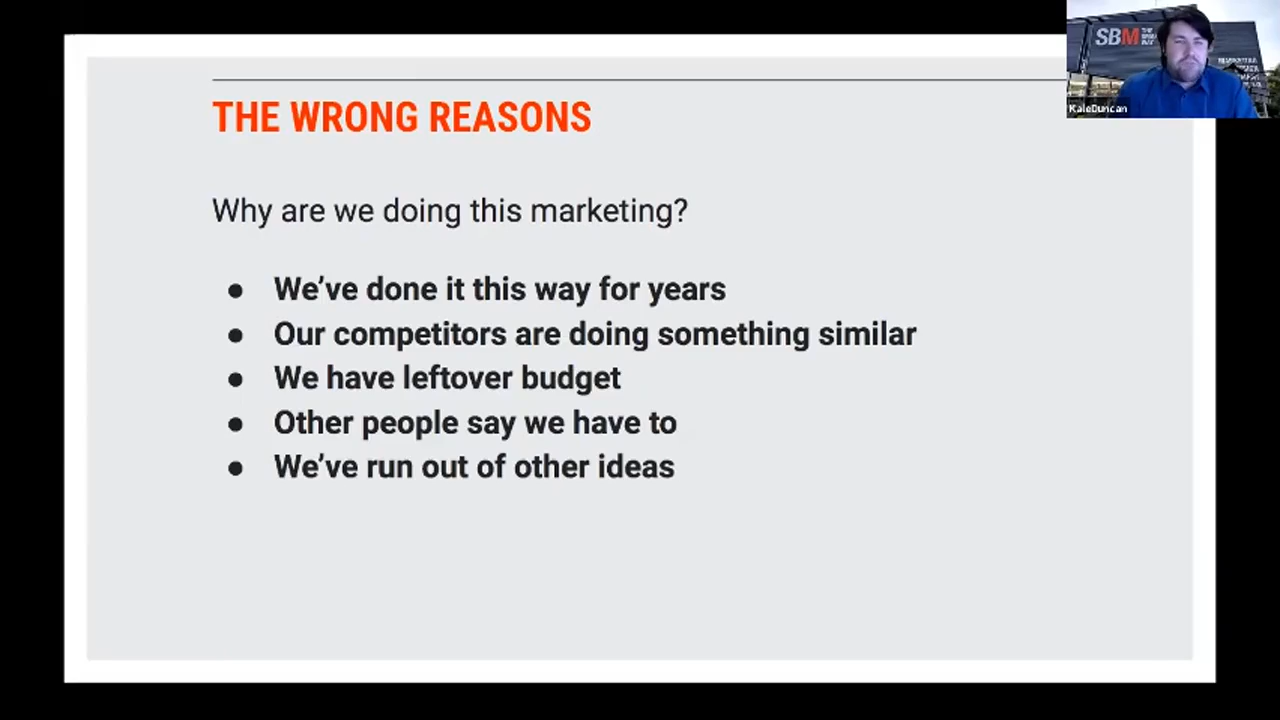 THE WRONG REASONS
Why are we doing this marketing?
● We've done it this way for years
● Our competitors are doing something similar
● We have leftover budget
● Other people say we have to
● We've run out of other ideas
SBM
KaleDuncan